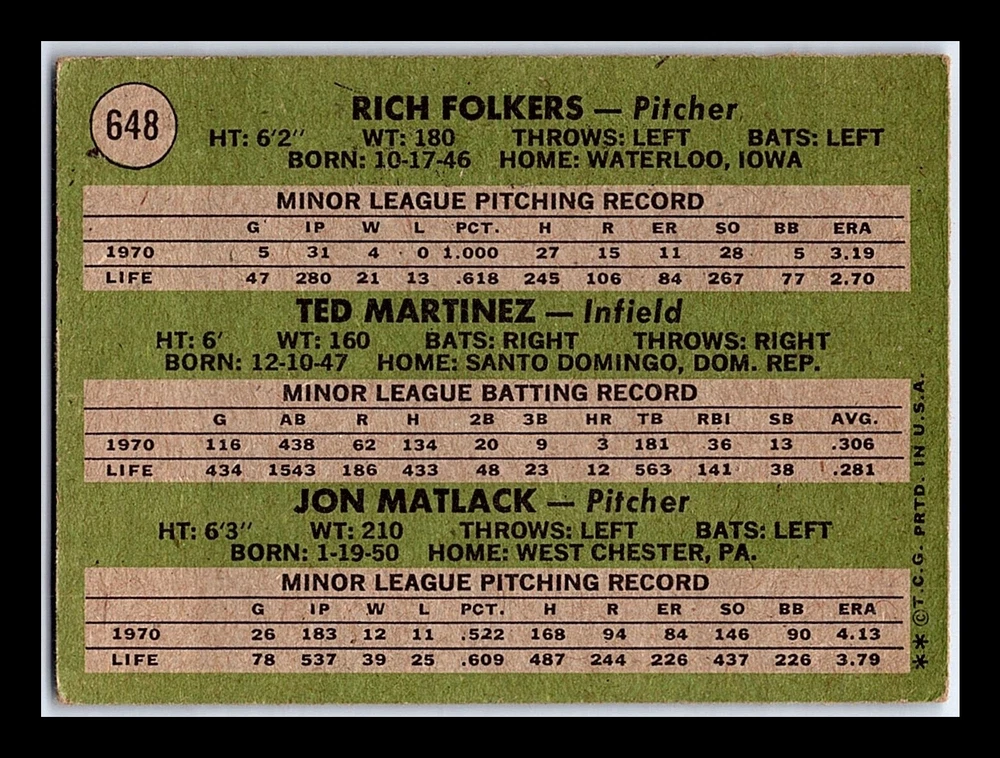 648
RICH FOLKERS — Pitcher
HT: 6'2" WT: 180 THROWS: LEFT BATS: LEFT
BORN: 10-17-46 HOME: WATERLOO, IOWA
MINOR LEAGUE PITCHING RECORD
G IP W L PCT. H R ER SO BB ERA
1970 5 31 4 0 1.000 27 15 11 28 5 3.19
LIFE 47 280 21 13 .618 245 106 84 267 77 2.70
TED MARTINEZ — Infield
HT: 6' WT: 160 BATS: RIGHT THROWS: RIGHT
BORN: 12-10-47 HOME: SANTO DOMINGO, DOM. REP.
MINOR LEAGUE BATTING RECORD
G AB R H 2B 3B HR TB RBI SB AVG.
1970 116 438 62 134 20 9 3 181 36 13 .306
LIFE 434 1543 186 433 48 23 12 563 141 38 .281
JON MATLACK — Pitcher
HT: 6'3" WT: 210 THROWS: LEFT BATS: LEFT
BORN: 1-19-50 HOME: WEST CHESTER, PA.
MINOR LEAGUE PITCHING RECORD
G IP W L PCT. H R ER SO BB ERA
1970 26 183 12 11 .522 168 94 84 146 90 4.13
LIFE 78 537 39 25 .609 487 244 226 437 226 3.79
** © T.C.G. PRTD. IN U.S.A.